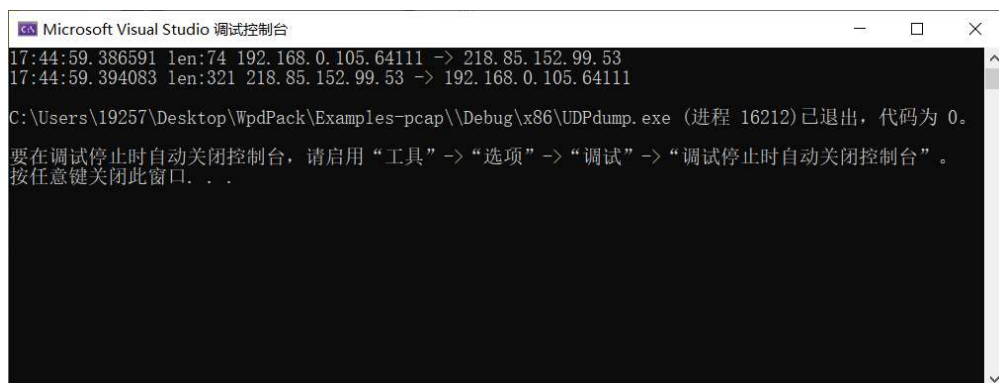 Microsoft Visual Studio 调试控制台
17:44:59.386591 len:74 192.168.0.105.64111 -> 218.85.152.99.53
17:44:59.394083 len:321 218.85.152.99.53 -> 192.168.0.105.64111
C:\Users\19257\Desktop\WpdPack\Examples-pcap\\Debug\x86\UDPdump.exe (进程 16212)已退出，代码为 0。
要在调试停止时自动关闭控制台，请启用“工具”->“选项”->“调试”->“调试停止时自动关闭控制台”。
按任意键关闭此窗口. . .